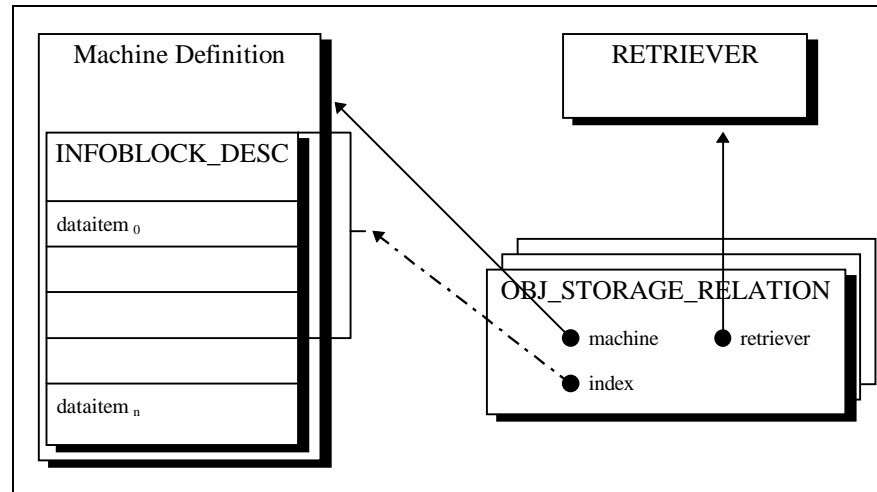 Machine Definition
INFOBLOCK_DESC
dataitem 0
dataitem n
RETRIEVER
OBJ_STORAGE_RELATION
machine
retriever
index